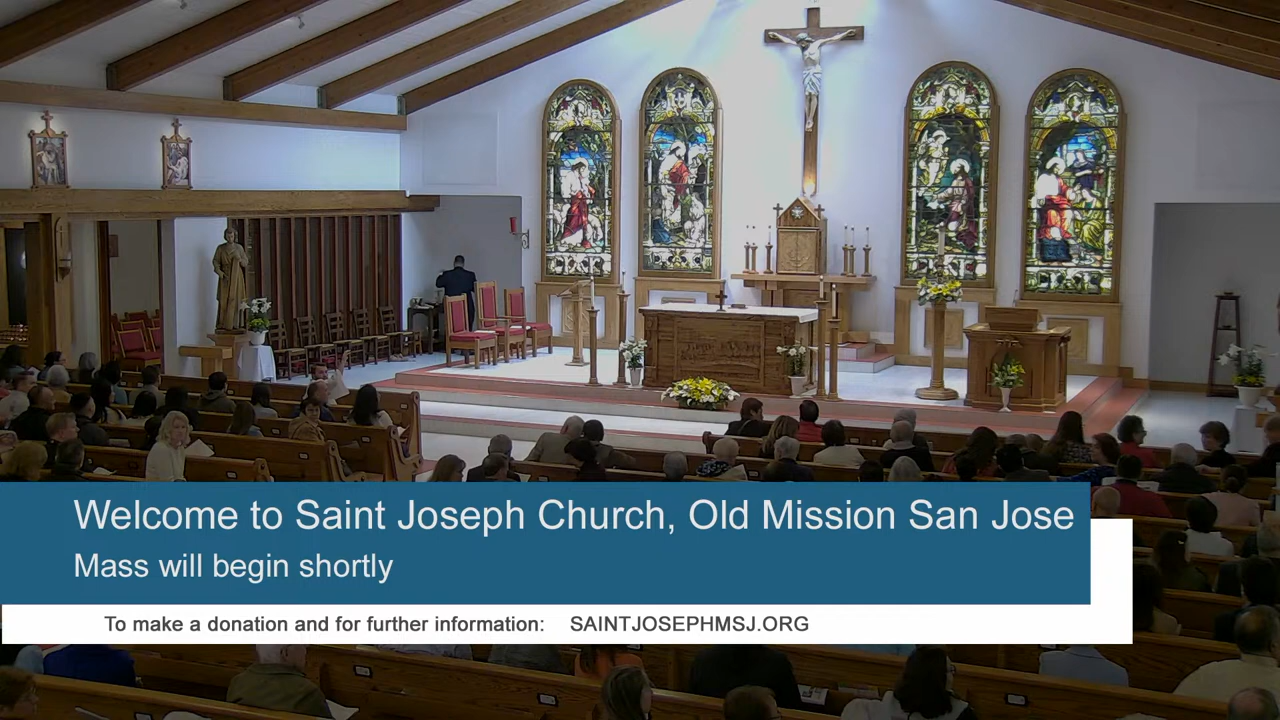 Welcome to Saint Joseph Church, Old Mission San Jose
Mass will begin shortly
To make a donation and for further information: SAINTJOSEPHMSJ.ORG